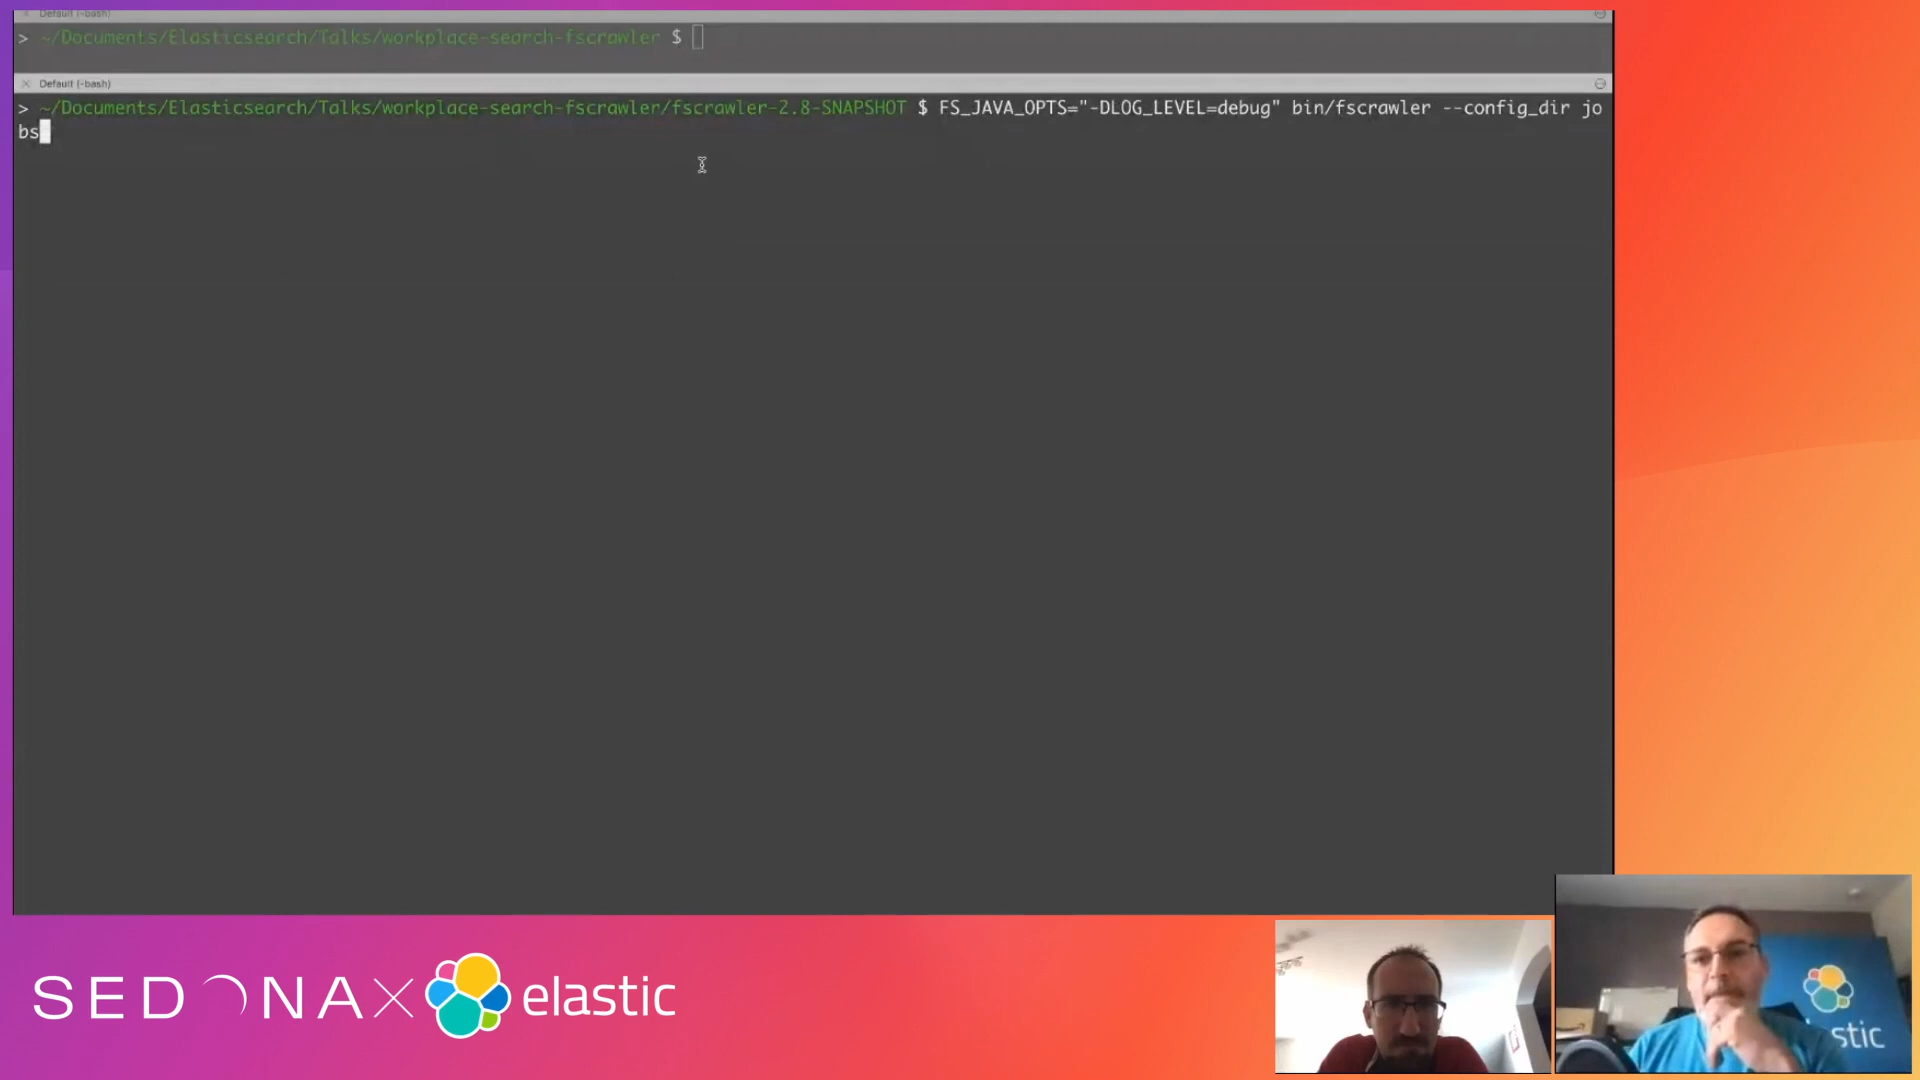 Default (-bash)
> ~/Documents/Elasticsearch/Talks/workplace-search-fscrawler $
Default (-bash)
> ~/Documents/Elasticsearch/Talks/workplace-search-fscrawler/fscrawler-2.8-SNAPSHOT $ FS_JAVA_OPTS="-DLOG_LEVEL=debug" bin/fscrawler --config_dir jo
bs
SEDONA X elastic
stic